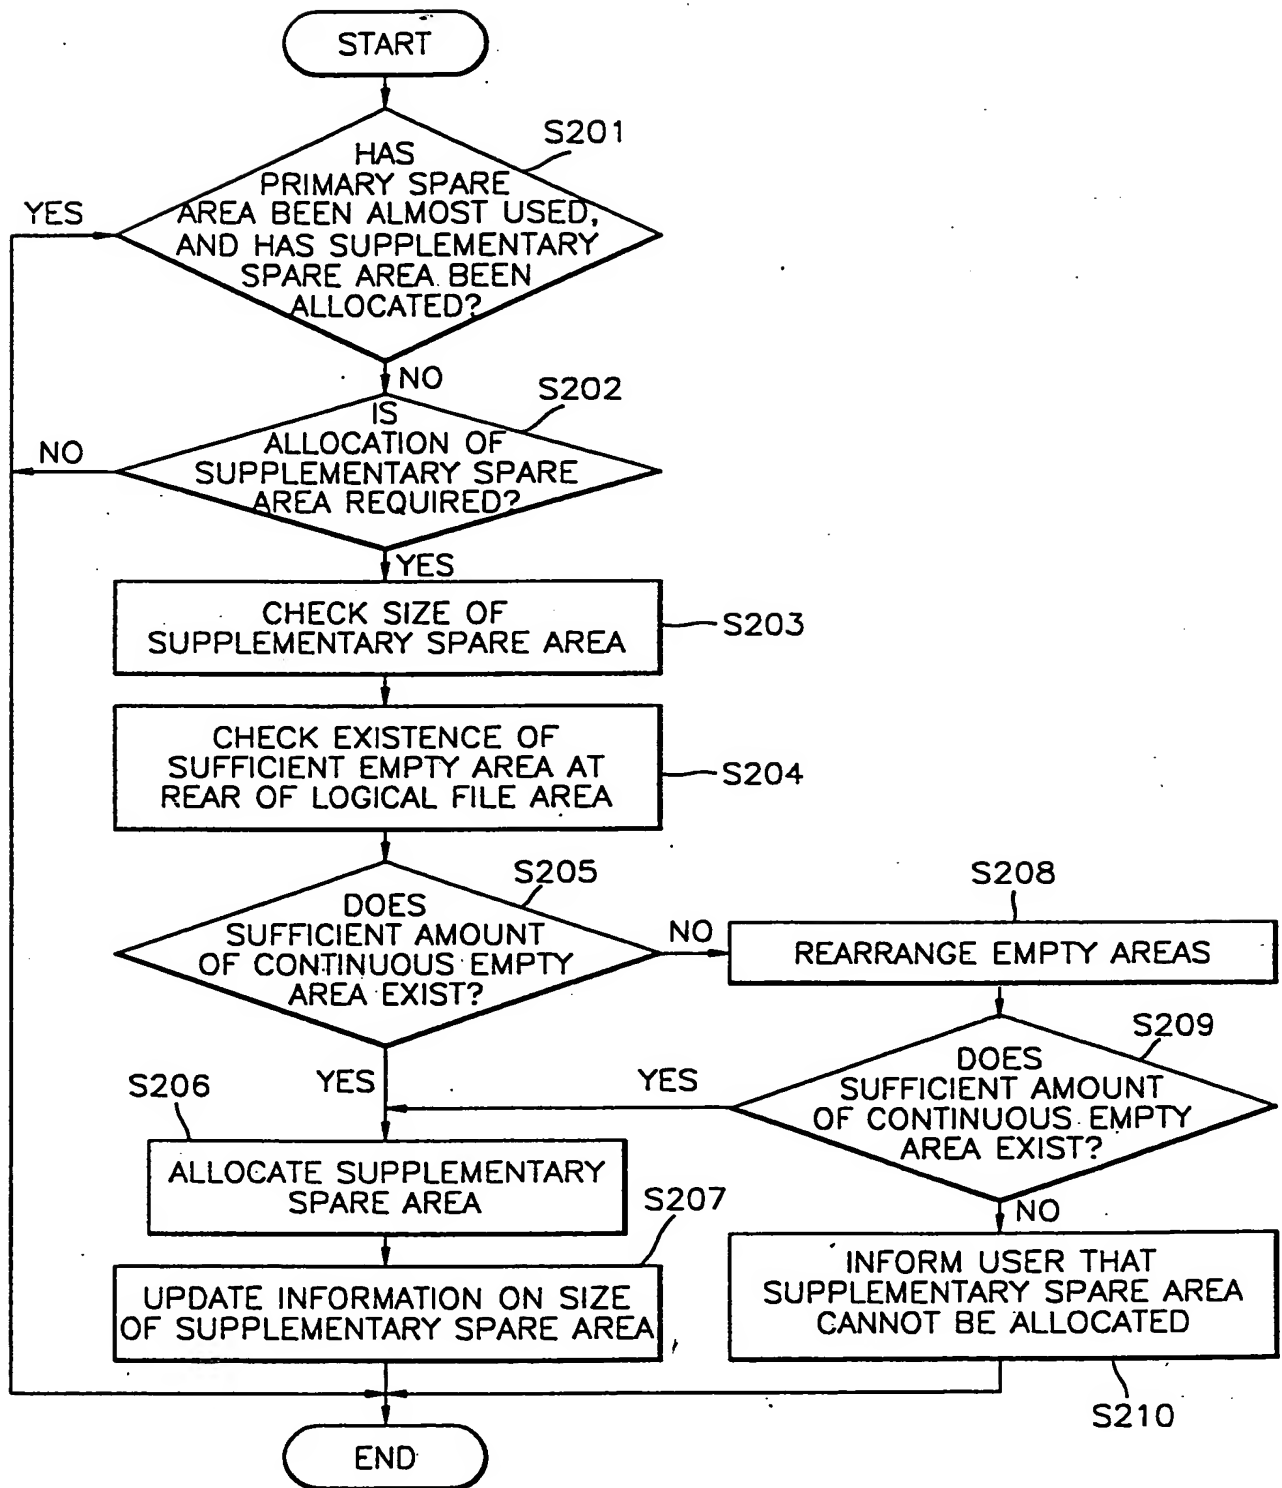 START
S201
HAS
PRIMARY SPARE
AREA BEEN ALMOST USED,
AND HAS SUPPLEMENTARY
SPARE AREA BEEN
ALLOCATED?
YES
NO
S202
IS
ALLOCATION OF
SUPPLEMENTARY SPARE
AREA REQUIRED?
NO
YES
CHECK SIZE OF
SUPPLEMENTARY SPARE AREA
S203
CHECK EXISTENCE OF
SUFFICIENT EMPTY AREA AT
REAR OF LOGICAL FILE AREA
S204
S205
DOES
SUFFICIENT AMOUNT
OF CONTINUOUS EMPTY
AREA EXIST?
NO
S208
REARRANGE EMPTY AREAS
S209
DOES
SUFFICIENT AMOUNT
OF CONTINUOUS EMPTY
AREA EXIST?
YES
YES
S206
ALLOCATE SUPPLEMENTARY
SPARE AREA
S207
UPDATE INFORMATION ON SIZE
OF SUPPLEMENTARY SPARE AREA
NO
INFORM USER THAT
SUPPLEMENTARY SPARE AREA
CANNOT BE ALLOCATED
S210
END